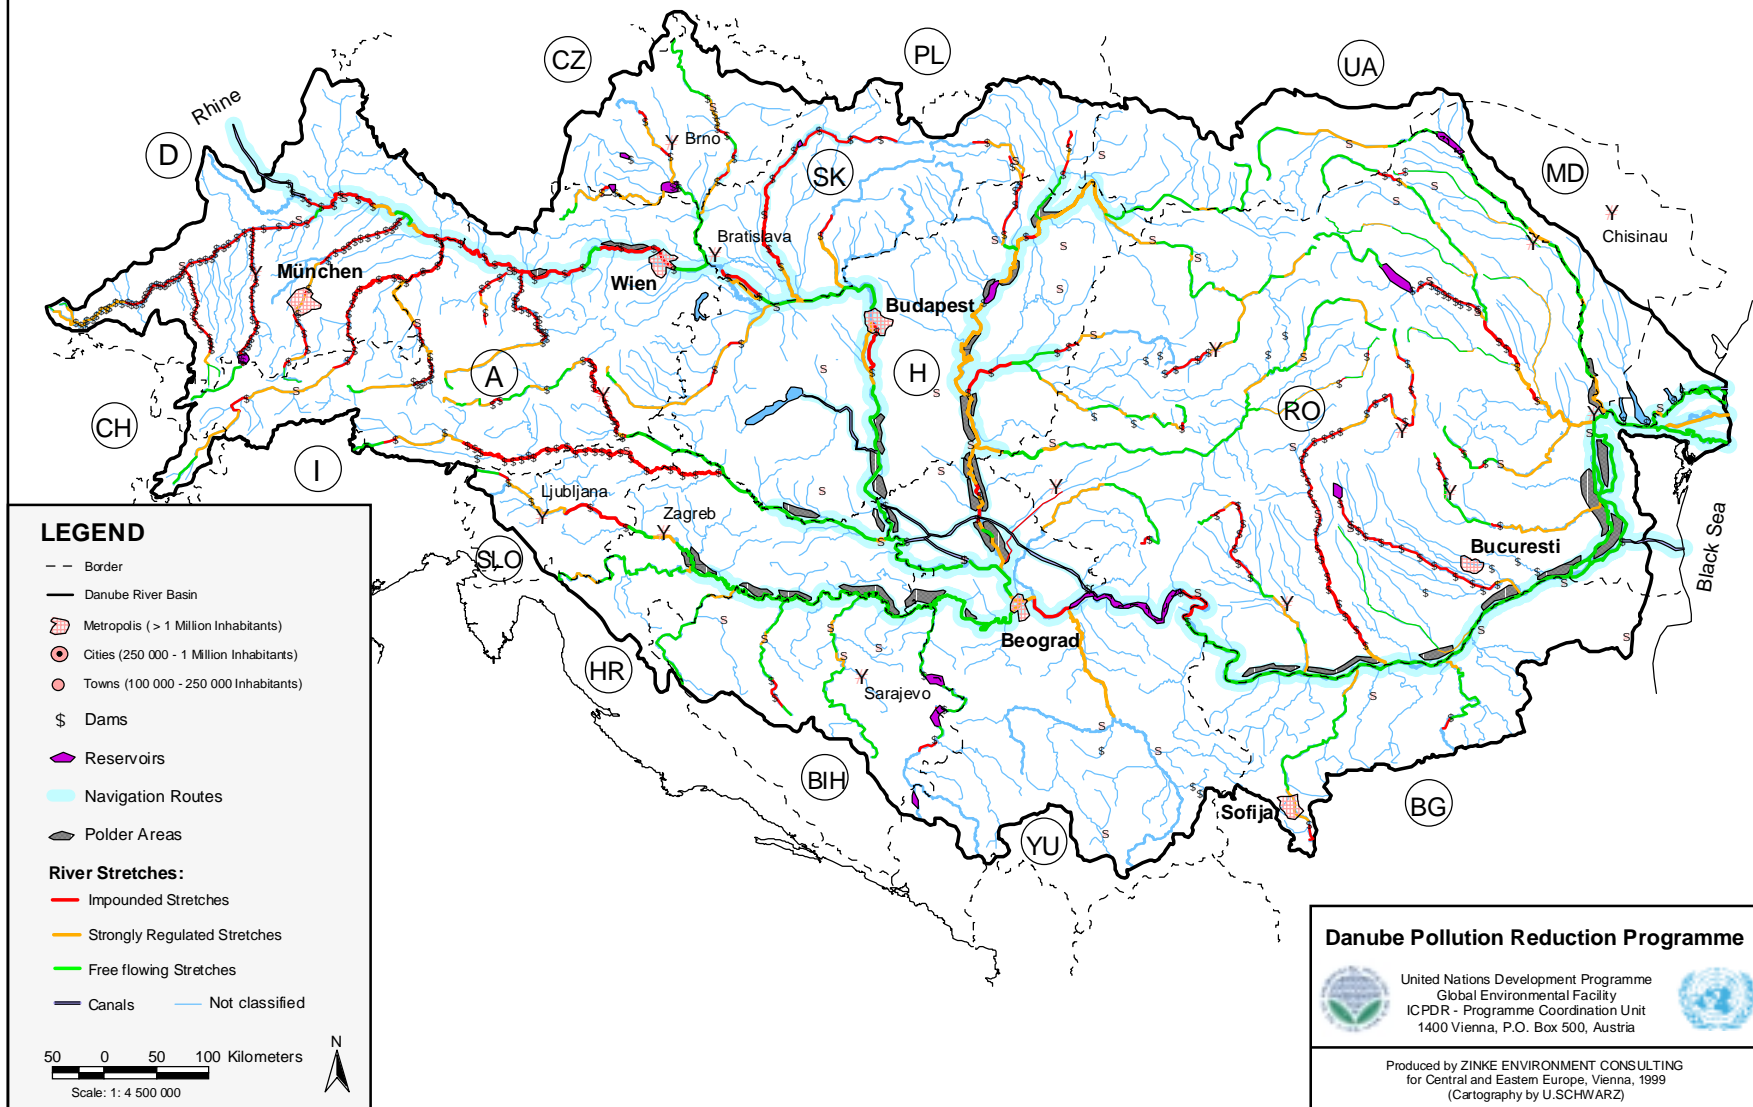 CZ
PL
UA
Rhine
D
Brno
SK
MD
Chisinau
Bratislava
München
Wien
Budapest
A
H
RO
CH
I
Ljubljana
Zagreb
SLO
Bucuresti
Black Sea
Beograd
HR
Sarajevo
BIH
YU
Sofija
BG
LEGEND
Border
Danube River Basin
Metropolis ( > 1 Million Inhabitants)
Cities (250 000 - 1 Million Inhabitants)
Towns (100 000 - 250 000 Inhabitants)
$ Dams
Reservoirs
Navigation Routes
Polder Areas
River Stretches:
Impounded Stretches
Strongly Regulated Stretches
Free flowing Stretches
Canals Not classified
N
50 0 50 100 Kilometers
Scale: 1: 4 500 000
Danube Pollution Reduction Programme
United Nations Development Programme
Global Environmental Facility
ICPDR - Programme Coordination Unit
1400 Vienna, P.O. Box 500, Austria
Produced by ZINKE ENVIRONMENT CONSULTING
for Central and Eastern Europe, Vienna, 1999
(Cartography by U.SCHWARZ)